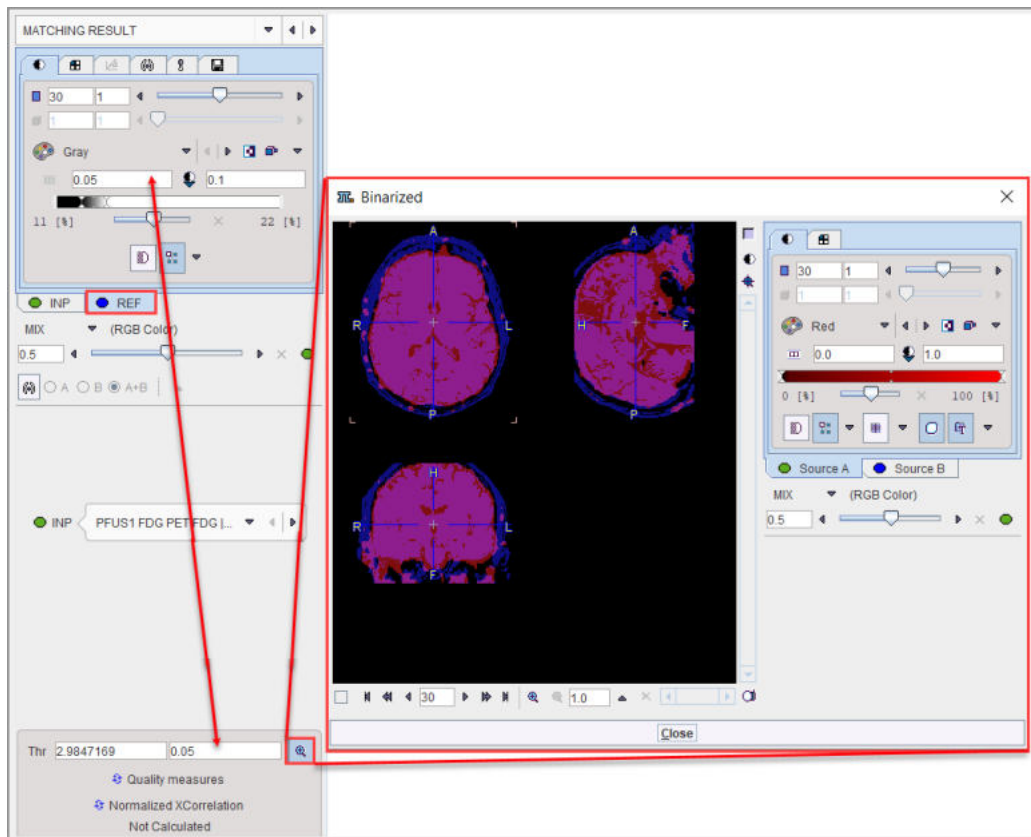 MATCHING RESULT
30 1
1 1
Gray
0.05 0.1
11 [%] 22 [%]
INP REF
MIX (RGB Color)
0.5
A B A+B
INP PFUS1 FDG PET FDG |...
Thr 2.9847169 0.05
Quality measures
Normalized XCorrelation
Not Calculated
Binarized
A
R L
P
A
H F
P
H
R L
F
30 1.0
30 1
1 1
Red
0.0 1.0
0 [%] 100 [%]
Source A Source B
MIX (RGB Color)
0.5
Close